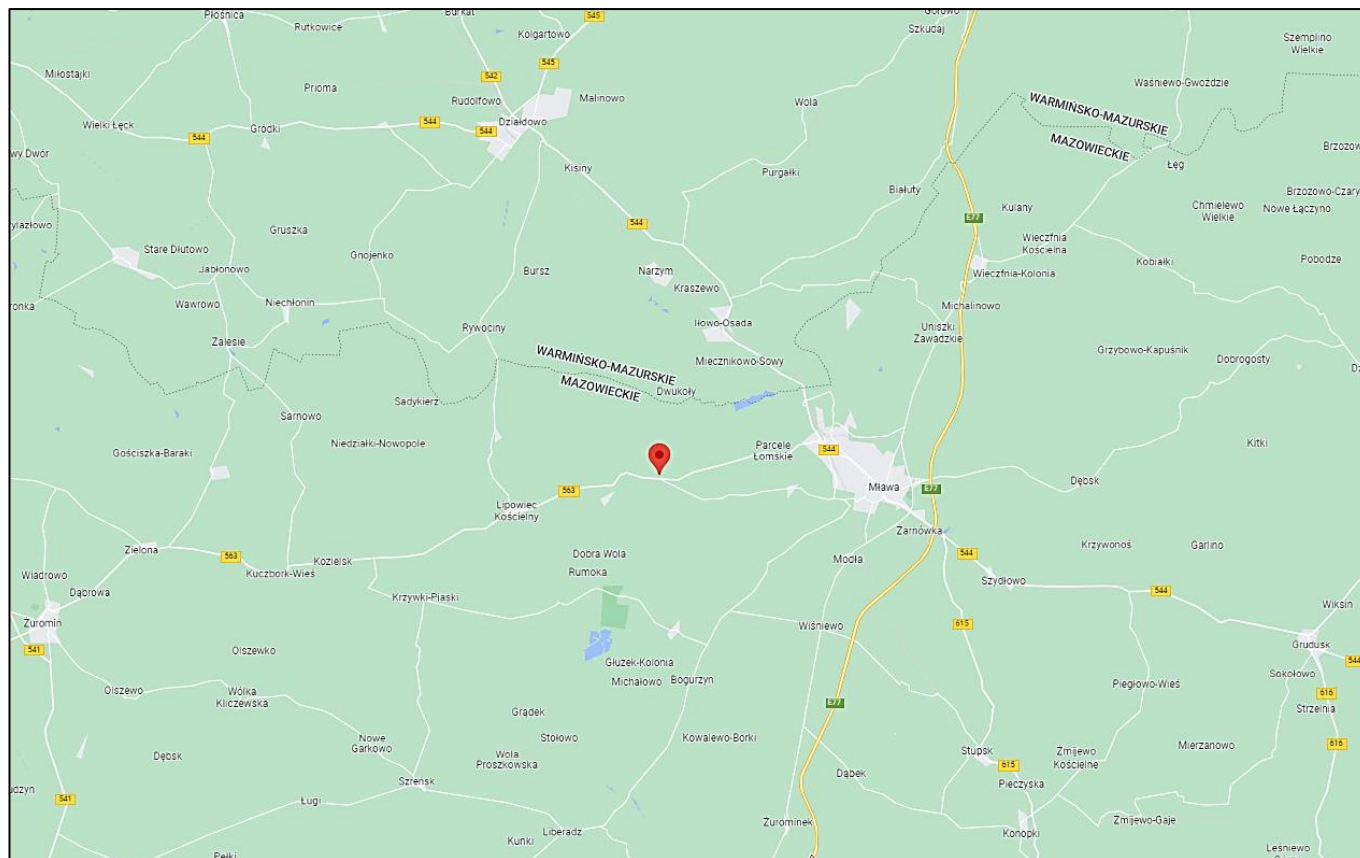 Płośnica
Rutkowice
Burkat
545
Kolgartowo
Szkudaj
Szemplino
Wielkie
Miłostajki
Prioma
542
545
Rudolfowo
Malinowo
Wola
Waśniewo-Gwoździe
WARMIŃSKO-MAZURSKIE
MAZOWIECKIE
Wielki Łęck
544
Gródki
544
544
Działdowo
Kisiny
Purgałki
Białuty
Łęg
Brzozowo-Czary
Chmielewo
Wielkie
Nowe Łączyno
544
E77
Kulany
Gruszka
Stare Dłutowo
Gnojenko
Jabłonowo
Bursz
Narzym
Kraszewo
Wieczfnia
Kościelna
Wieczfnia-Kolonia
Kobiałki
Pobodze
Wawrowo
Niechłonin
Michalinowo
Zalesie
Rywociny
Iłowo-Osada
Uniszki
Zawadzkie
Grzybowo-Kapuśnik
Dobrogosty
WARMIŃSKO-MAZURSKIE
MAZOWIECKIE
Miecznikowo-Sowy
Dwukoły
Sadykierz
Sarnowo
Niedziałki-Nowopole
Gościszka-Baraki
Parcele
Łomskie
544
Kitki
Mława
E77
Dębsk
563
Lipowiec
Kościelny
Żarnówka
Zielona
563
Kuczbork-Wieś
Kozielsk
Dobra Wola
Rumoka
Modła
544
Krzywonoś
Garlino
Wiadrowo
Dąbrowa
Krzywki-Piaski
Szydłowo
544
Wiksin
Żuromin
541
Wiśniewo
615
Grudusk
544
Olszewko
Głużek-Kolonia
Michałowo
Bogurzyn
Sokołowo
Olszewo
Wólka
Kliczewska
Piegłowo-Wieś
616
Strzelnia
E77
Grądek
Stołowo
Kowalewo-Borki
Nowe
Garkowo
Dębsk
Wola
Proszkowska
Stupsk
Żmijewo
Kościelne
Mierzanowo
616
615
Dąbek
Pieczyska
Szreńsk
541
Ługi
Żurominek
Liberadz
Kunki
Konopki
Żmijewo-Gaje
Pełki
Leśniewo